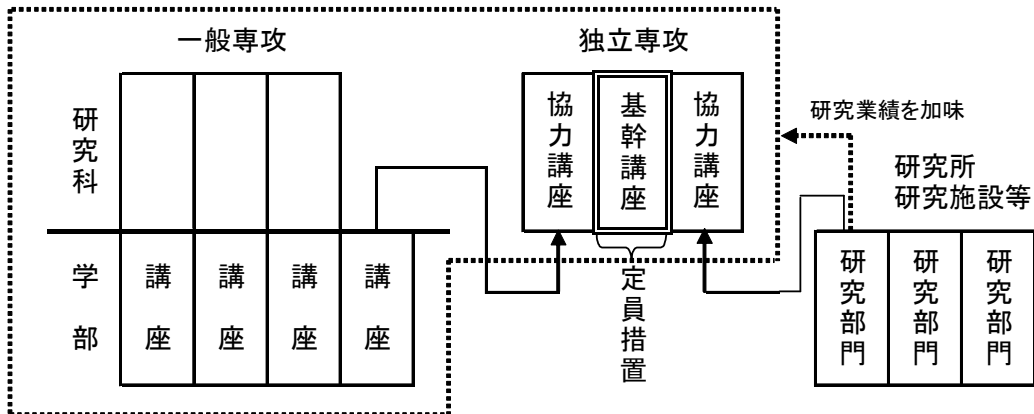 一般専攻
独立専攻
研究科
協力講座
基幹講座
協力講座
研究業績を加味
研究所
研究施設等
学部
講座
講座
講座
講座
定員措置
研究部門
研究部門
研究部門